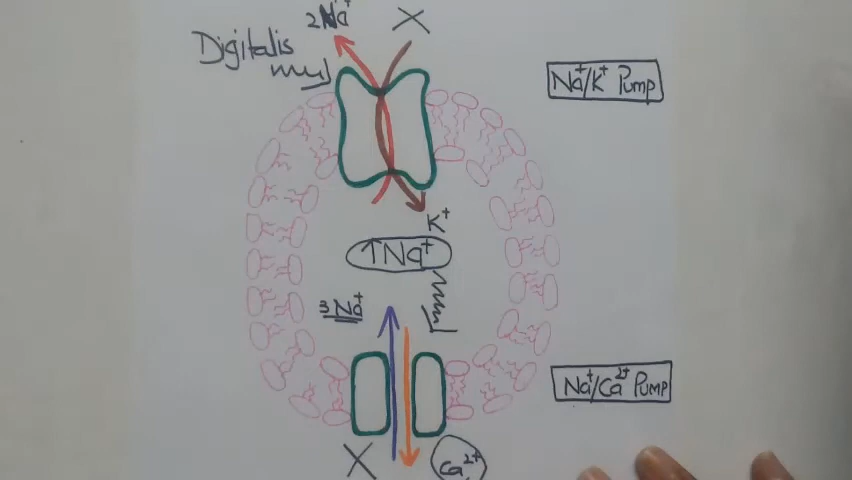 2Na⁺
X
Digitalis
Na⁺/K⁺ Pump
K⁺
↑Na⁺
3Na⁺
Na⁺/Ca²⁺ Pump
X
Ca²⁺